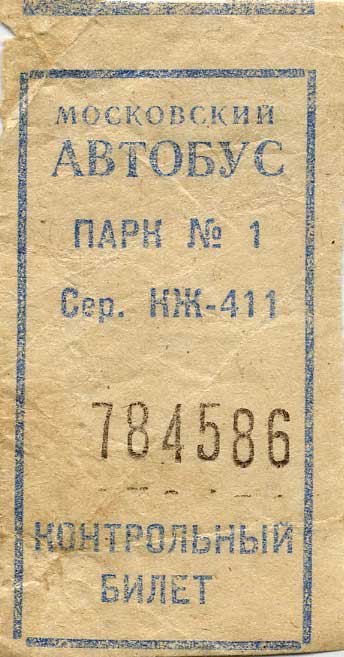 МОСКОВСКИЙ
АВТОБУС
ПАРК № 1
Сер. КЖ-411
784586
КОНТРОЛЬНЫЙ
БИЛЕТ